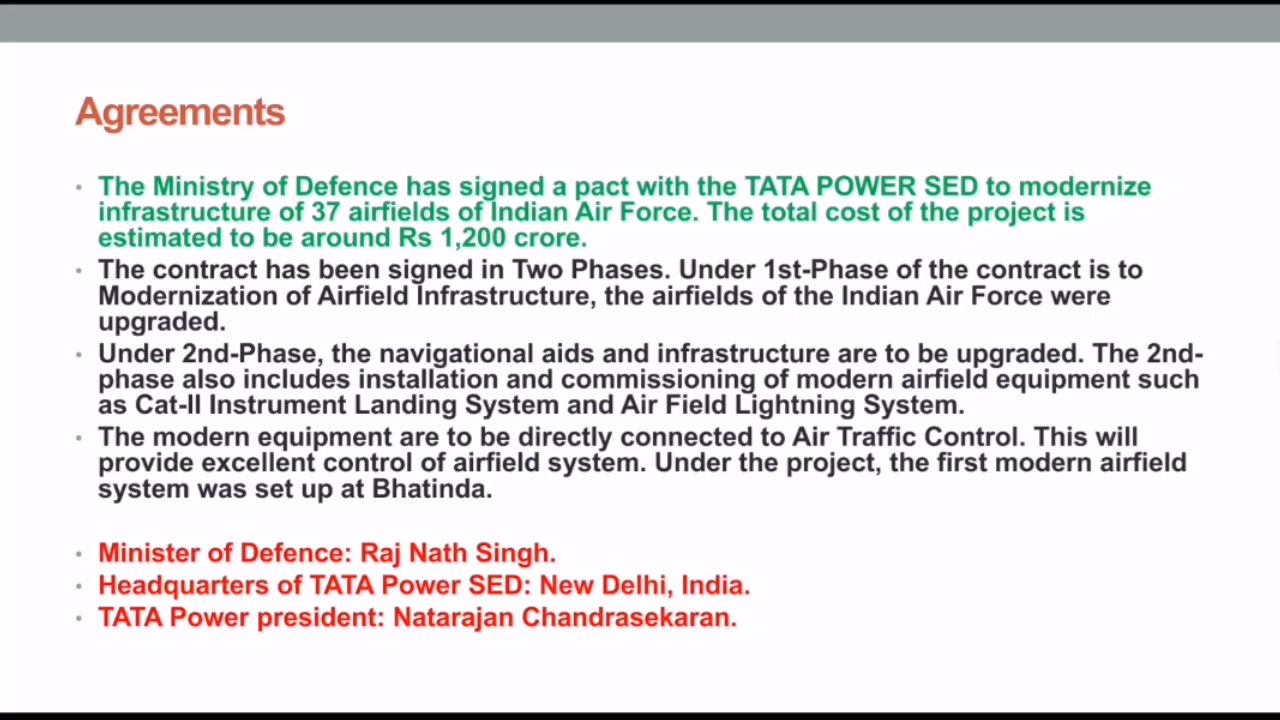 Agreements
• The Ministry of Defence has signed a pact with the TATA POWER SED to modernize
infrastructure of 37 airfields of Indian Air Force. The total cost of the project is
estimated to be around Rs 1,200 crore.
• The contract has been signed in Two Phases. Under 1st-Phase of the contract is to
Modernization of Airfield Infrastructure, the airfields of the Indian Air Force were
upgraded.
• Under 2nd-Phase, the navigational aids and infrastructure are to be upgraded. The 2nd-
phase also includes installation and commissioning of modern airfield equipment such
as Cat-II Instrument Landing System and Air Field Lightning System.
• The modern equipment are to be directly connected to Air Traffic Control. This will
provide excellent control of airfield system. Under the project, the first modern airfield
system was set up at Bhatinda.
• Minister of Defence: Raj Nath Singh.
• Headquarters of TATA Power SED: New Delhi, India.
• TATA Power president: Natarajan Chandrasekaran.